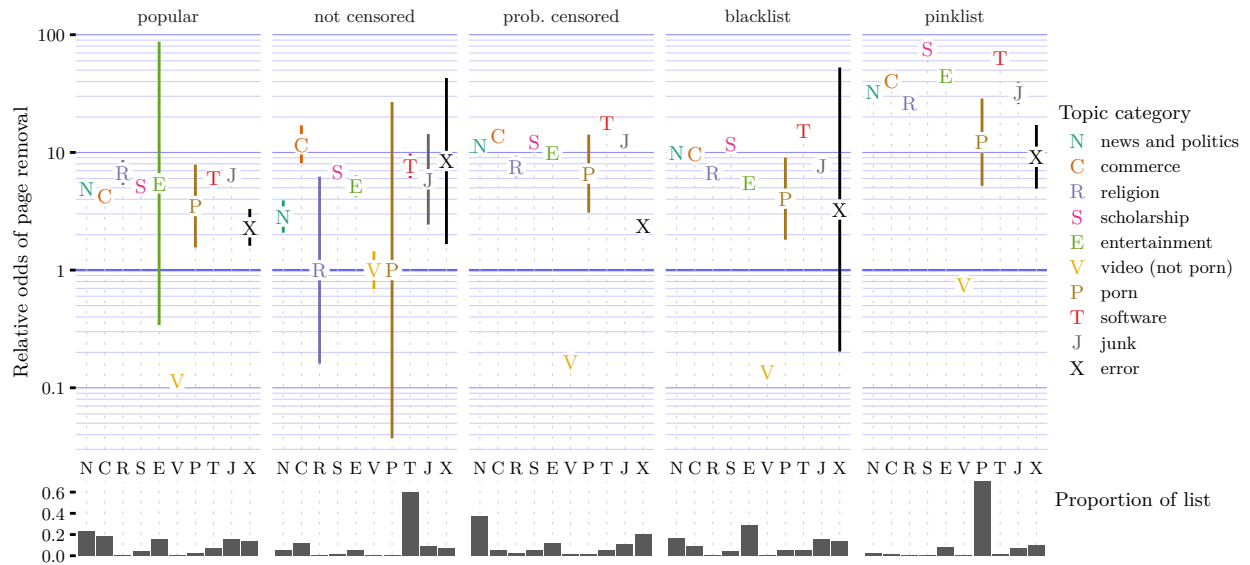 popular not censored prob. censored blacklist pinklist
100
10
1
0.1
Relative odds of page removal
N C R S E V P T J X
N C R S E V P T J X
N C R S E V P T J X
N C R S E V P T J X
N C R S E V P T J X
Topic category
N news and politics
C commerce
R religion
S scholarship
E entertainment
V video (not porn)
P porn
T software
J junk
X error
N C R S E V P T J X N C R S E V P T J X N C R S E V P T J X N C R S E V P T J X N C R S E V P T J X
0.6
0.4
0.2
0.0
Proportion of list